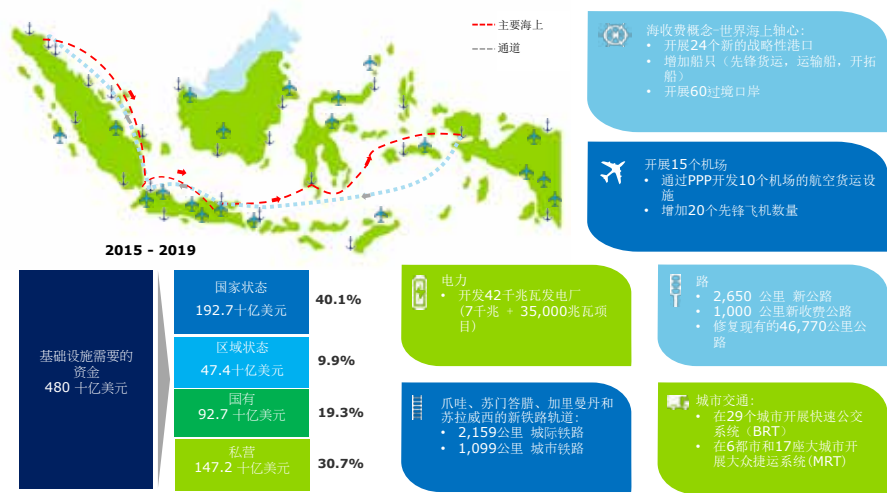 主要海上
通道
2015 - 2019
海收费概念-世界海上轴心:
• 开展24个新的战略性港口
• 增加船只（先锋货运，运输船，开拓
船）
• 开展60过境口岸
开展15个机场
• 通过PPP开发10个机场的航空货运设
施
• 增加20个先锋飞机数量
基础设施需要的
资金
480 十亿美元
国家状态
192.7十亿美元
40.1%
区域状态
47.4十亿美元
9.9%
国有
92.7 十亿美元
19.3%
私营
147.2 十亿美元
30.7%
电力
• 开发42千兆瓦发电厂
(7千兆 + 35,000兆瓦项
目)
路
• 2,650 公里 新公路
• 1,000 公里新收费公路
• 修复现有的46,770公里公
路
爪哇、苏门答腊、加里曼丹和
苏拉威西的新铁路轨道:
• 2,159公里 城际铁路
• 1,099公里 城市铁路
城市交通:
• 在29个城市开展快速公交
系统（BRT）
• 在6都市和17座大城市开
展大众捷运系统(MRT)